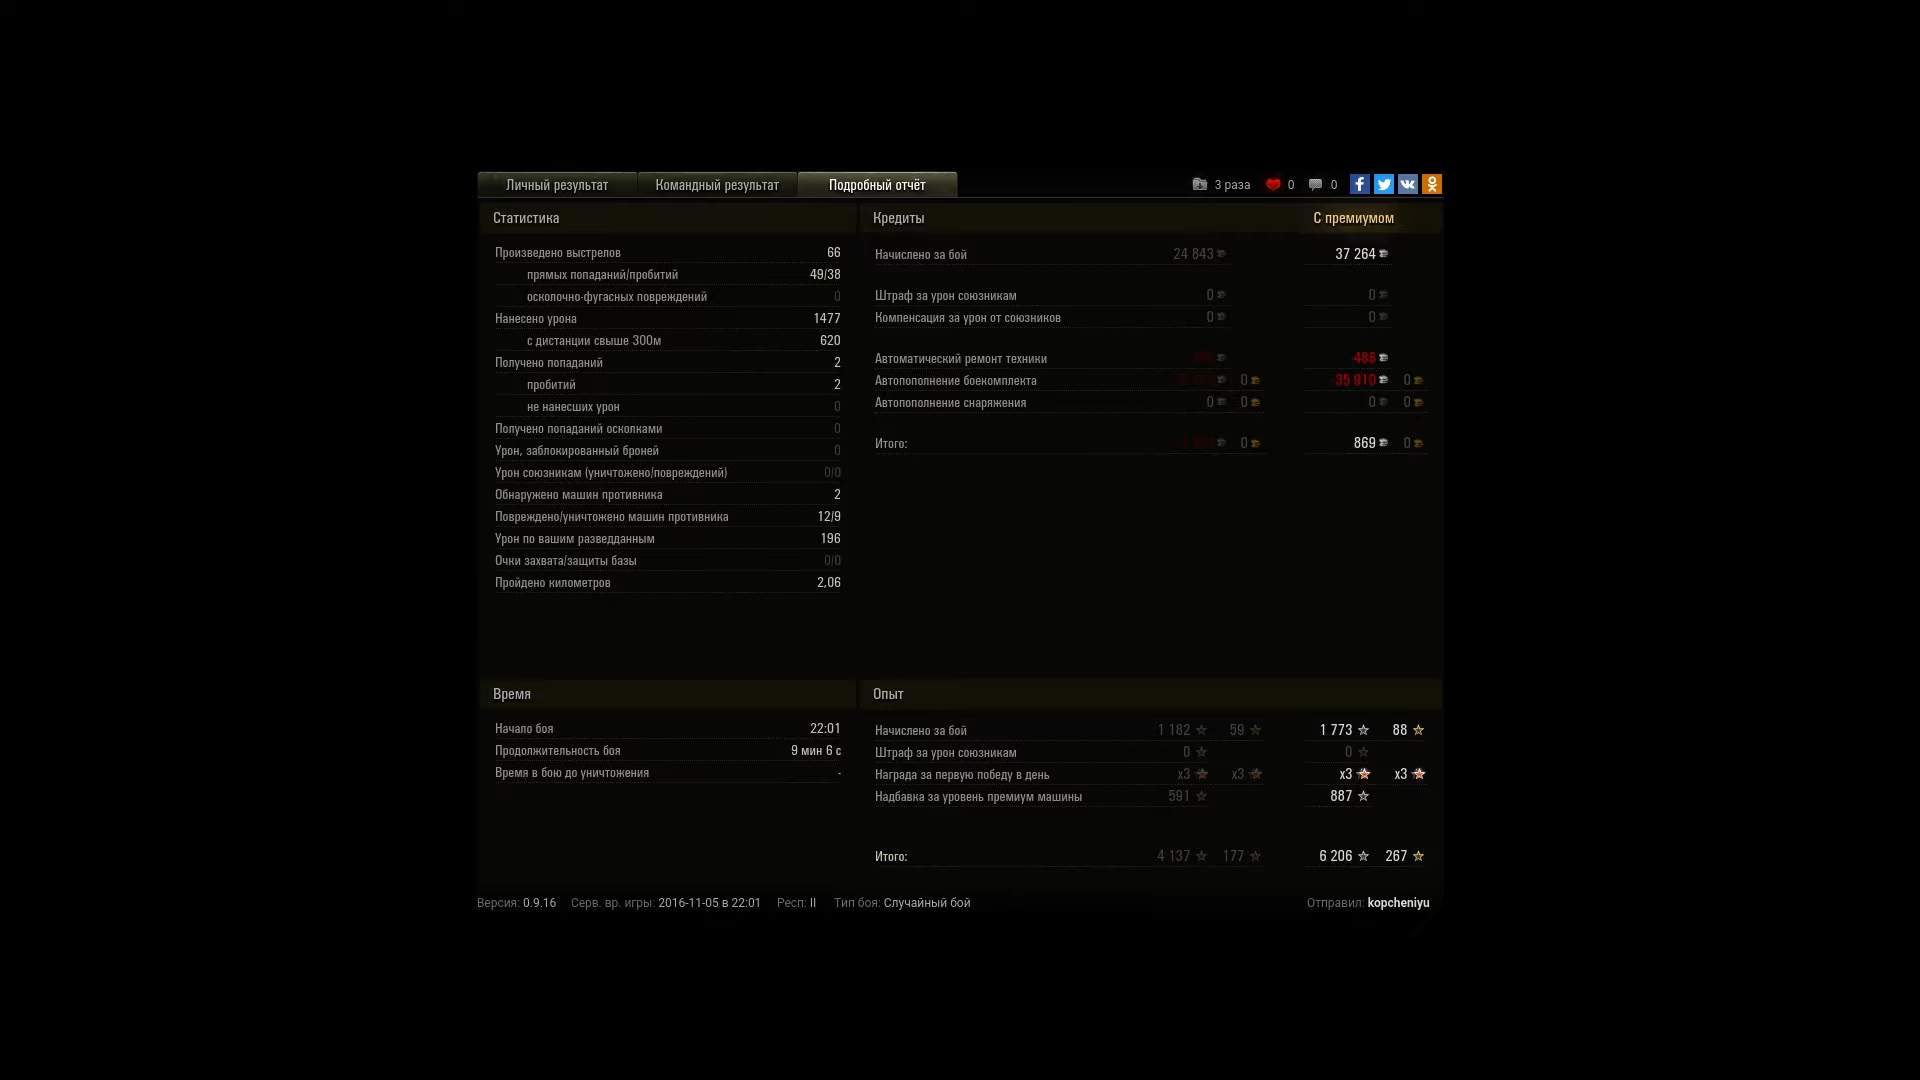 Личный результат Командный результат Подробный отчёт 3 раза 0 0
Статистика
Произведено выстрелов 66
прямых попаданий/пробитий 49/38
осколочно-фугасных повреждений 0
Нанесено урона 1477
с дистанции свыше 300м 620
Получено попаданий 2
пробитий 2
не нанесших урон 0
Получено попаданий осколками 0
Урон, заблокированный броней 0
Урон союзникам (уничтожено/повреждений) 0/0
Обнаружено машин противника 2
Повреждено/уничтожено машин противника 12/9
Урон по вашим разведданным 196
Очки захвата/защиты базы 0/0
Пройдено километров 2,06
Кредиты С премиумом
Начислено за бой 24 843 37 264
Штраф за урон союзникам 0 0
Компенсация за урон от союзников 0 0
Автоматический ремонт техники
Автопополнение боекомплекта 0 -35 910 0
Автопополнение снаряжения 0 0 0 0
Итого: 0 869 0
Время
Начало боя 22:01
Продолжительность боя 9 мин 6 с
Время в бою до уничтожения -
Опыт
Начислено за бой 1 182 59 1 773 88
Штраф за урон союзникам 0 0
Награда за первую победу в день x3 x3 x3 x3
Надбавка за уровень премиум машины 591 887
Итого: 4 137 177 6 206 267
Версия: 0.9.16 Серв. вр. игры: 2016-11-05 в 22:01 Респ: II Тип боя: Случайный бой Отправил: kopcheniyu